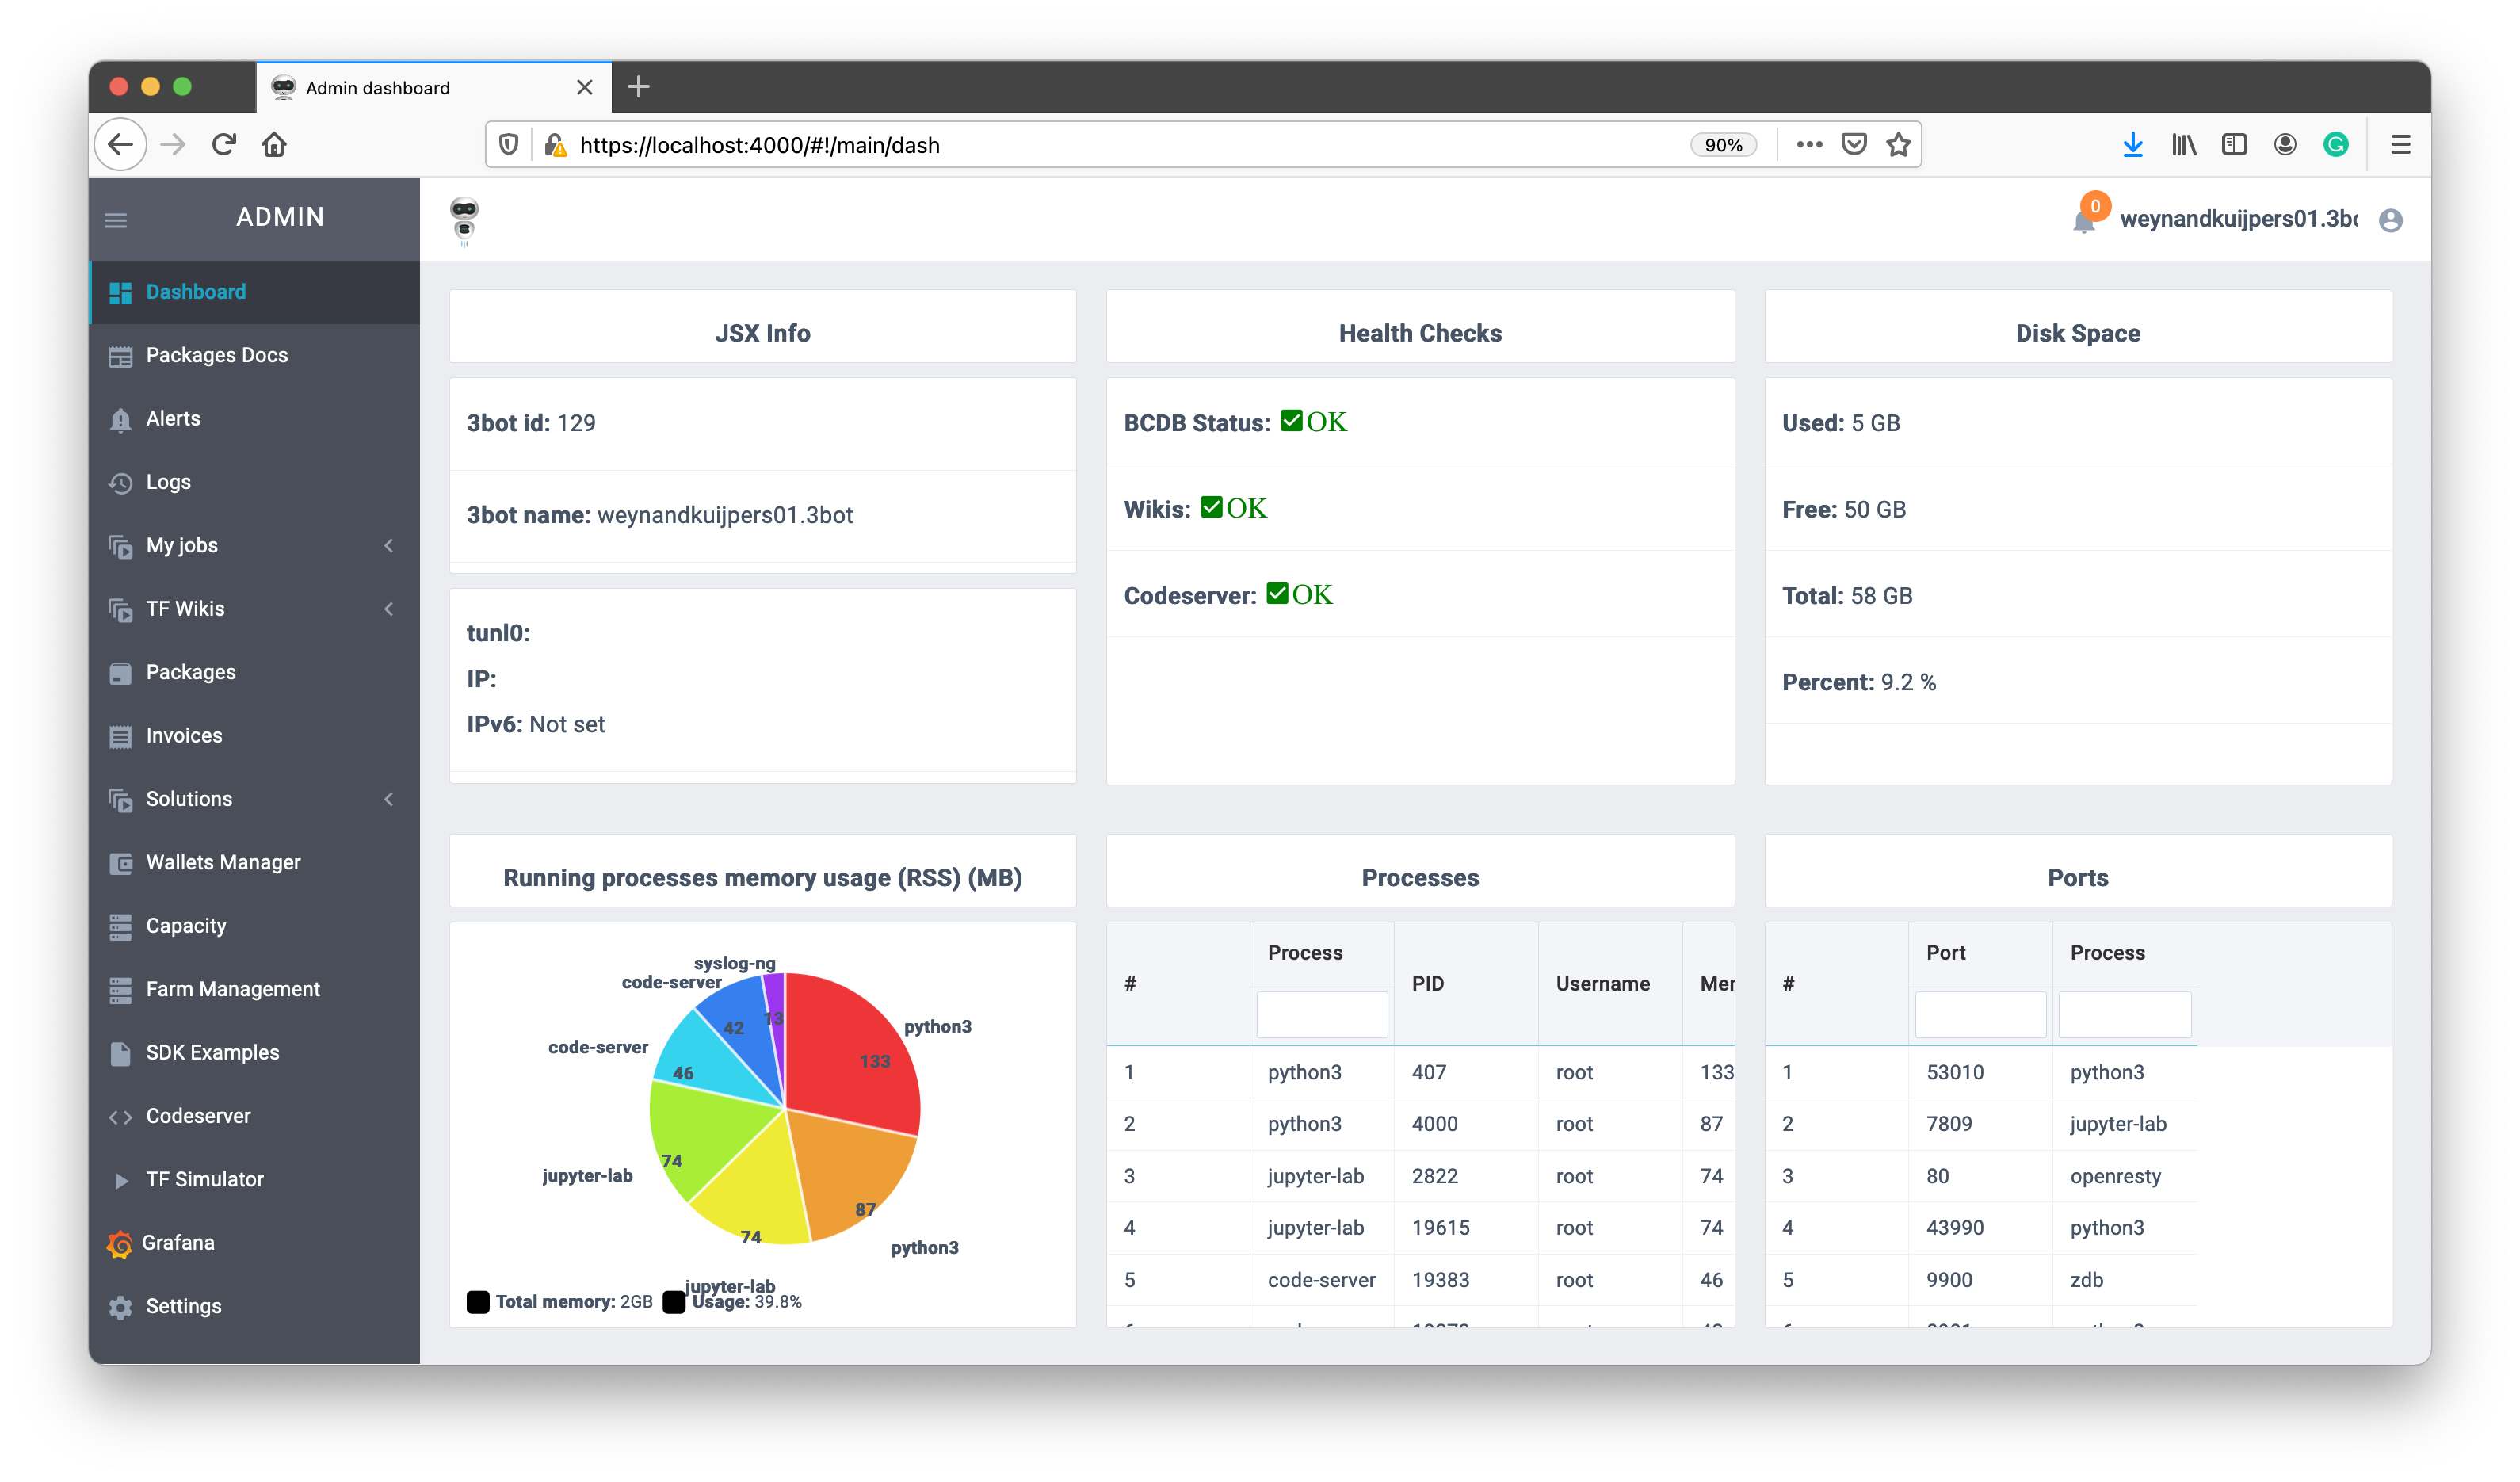 Admin dashboard
https://localhost:4000/#!/main/dash
90%
ADMIN
0
weynandkuijpers01.3bo
Dashboard
Packages Docs
Alerts
Logs
My jobs
TF Wikis
Packages
Invoices
Solutions
Wallets Manager
Capacity
Farm Management
SDK Examples
Codeserver
TF Simulator
Grafana
Settings
JSX Info
3bot id: 129
3bot name: weynandkuijpers01.3bot
tunl0:
IP:
IPv6: Not set
Health Checks
BCDB Status: OK
Wikis: OK
Codeserver: OK
Disk Space
Used: 5 GB
Free: 50 GB
Total: 58 GB
Percent: 9.2 %
Running processes memory usage (RSS) (MB)
syslog-ng
code-server
python3
13
42
133
code-server
46
jupyter-lab
74
87
74
python3
jupyter-lab
Total memory: 2GB Usage: 39.8%
Processes
# Process PID Username Mer
1 python3 407 root 133
2 python3 4000 root 87
3 jupyter-lab 2822 root 74
4 jupyter-lab 19615 root 74
5 code-server 19383 root 46
Ports
# Port Process
1 53010 python3
2 7809 jupyter-lab
3 80 openresty
4 43990 python3
5 9900 zdb